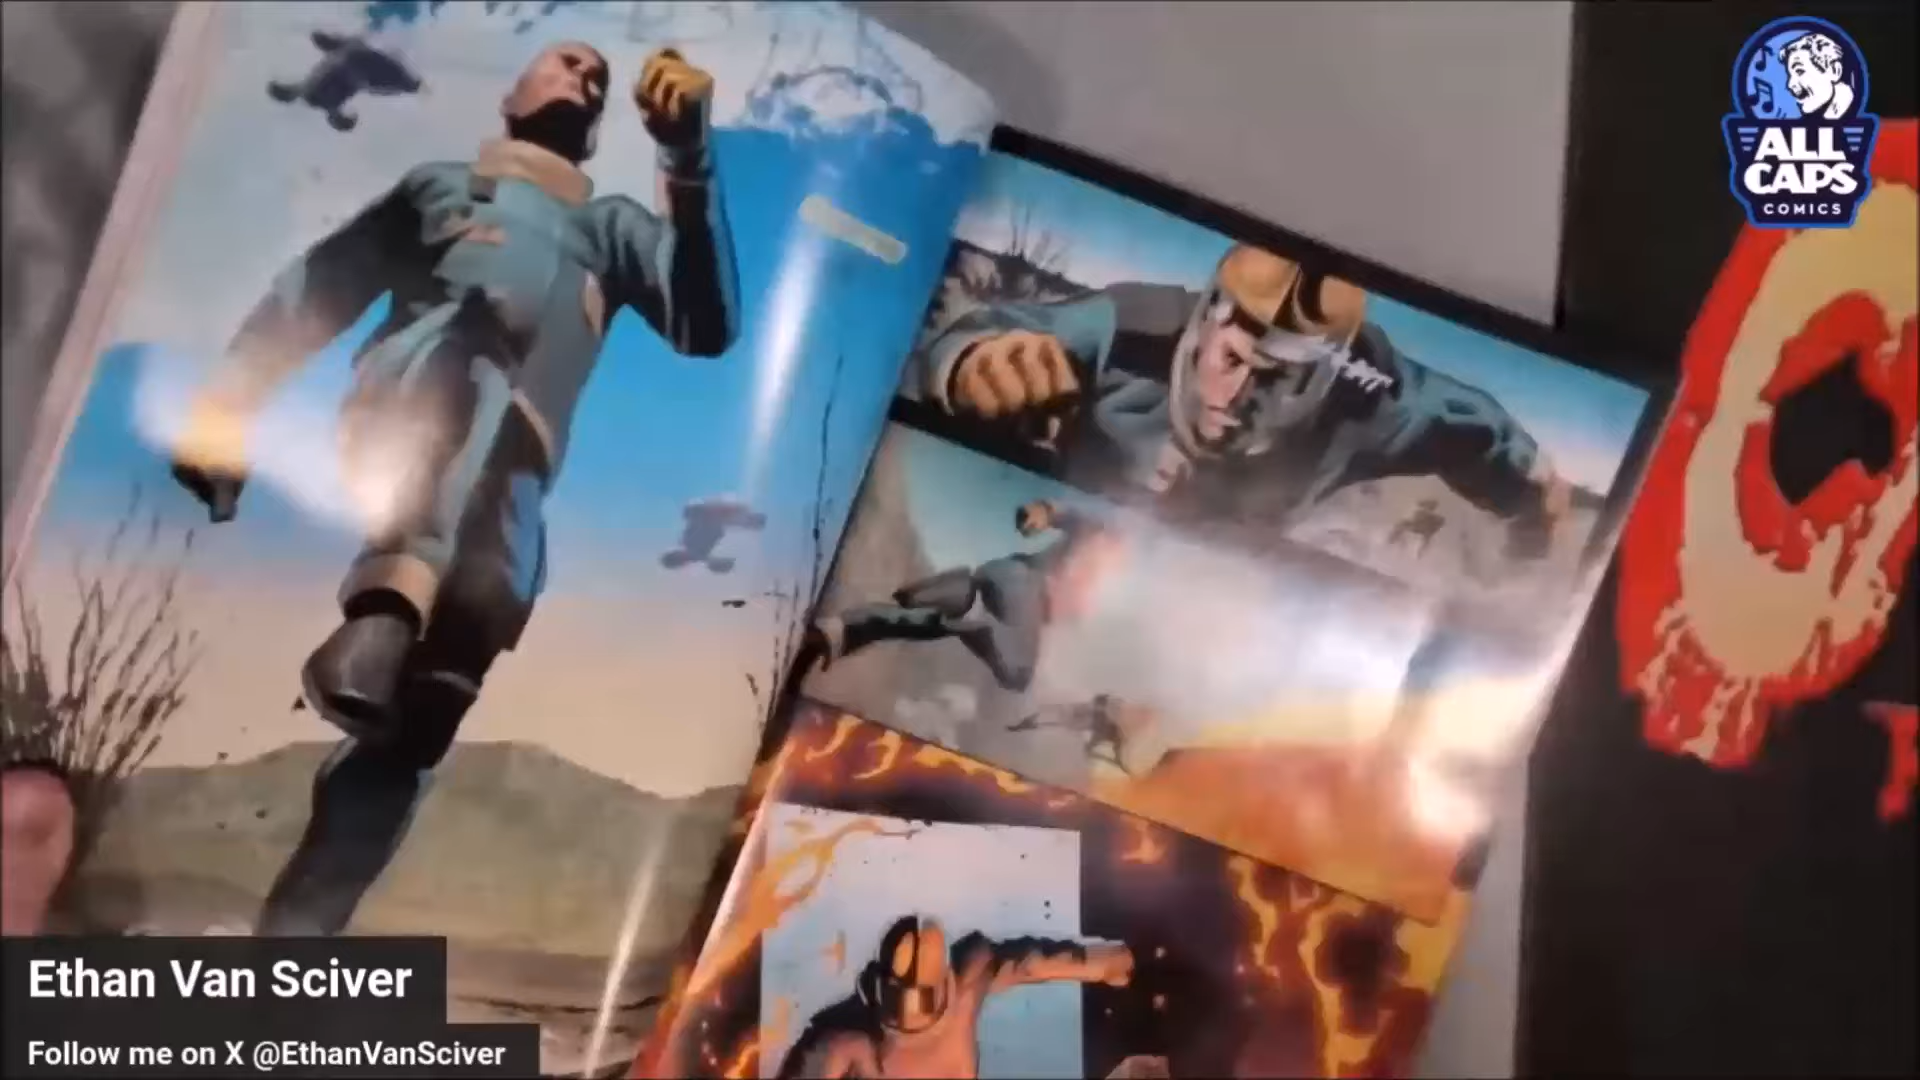 ALL
CAPS
COMICS
Ethan Van Sciver
Follow me on X @EthanVanSciver